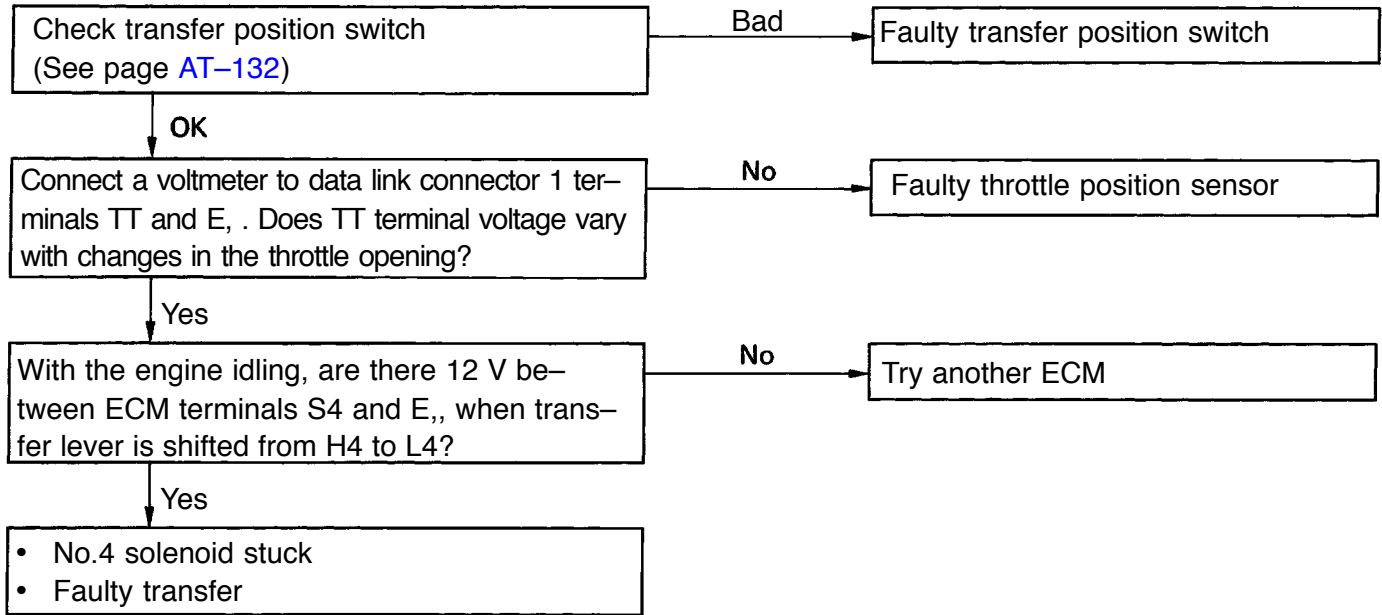 Check transfer position switch
(See page AT–132)
Bad
Faulty transfer position switch
OK
Connect a voltmeter to data link connector 1 ter–
minals TT and E, . Does TT terminal voltage vary
with changes in the throttle opening?
No
Faulty throttle position sensor
Yes
With the engine idling, are there 12 V be–
tween ECM terminals S4 and E,, when trans–
fer lever is shifted from H4 to L4?
No
Try another ECM
Yes
• No.4 solenoid stuck
• Faulty transfer